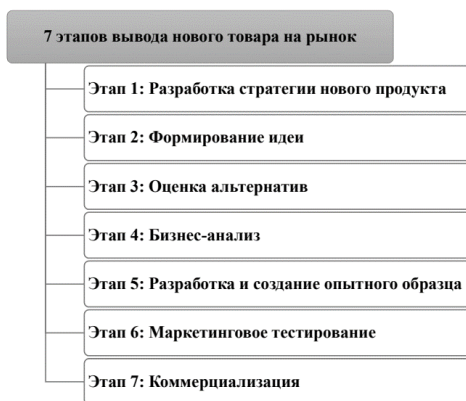 7 этапов вывода нового товара на рынок
Этап 1: Разработка стратегии нового продукта
Этап 2: Формирование идеи
Этап 3: Оценка альтернатив
Этап 4: Бизнес-анализ
Этап 5: Разработка и создание опытного образца
Этап 6: Маркетинговое тестирование
Этап 7: Коммерциализация